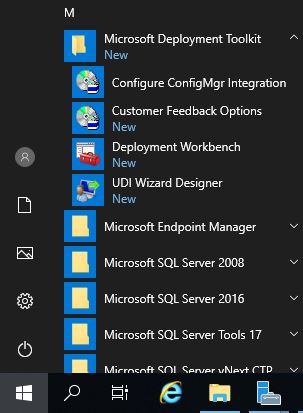 M
Microsoft Deployment Toolkit
New
Configure ConfigMgr Integration
Customer Feedback Options
New
Deployment Workbench
New
UDI Wizard Designer
New
Microsoft Endpoint Manager
Microsoft SQL Server 2008
Microsoft SQL Server 2016
Microsoft SQL Server Tools 17
Microsoft SQL Server vNext CTP